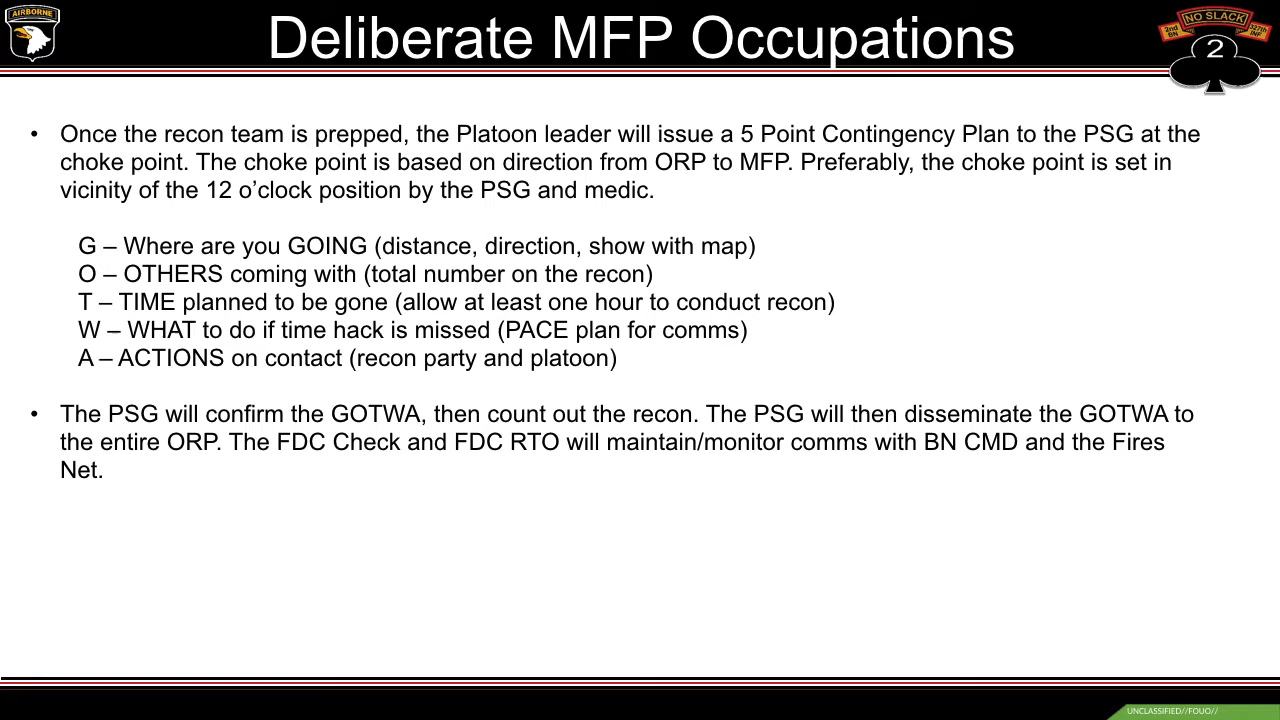 AIRBORNE
Deliberate MFP Occupations
NO SLACK
2nd BN
327th INF
2
• Once the recon team is prepped, the Platoon leader will issue a 5 Point Contingency Plan to the PSG at the
choke point. The choke point is based on direction from ORP to MFP. Preferably, the choke point is set in
vicinity of the 12 o’clock position by the PSG and medic.
G – Where are you GOING (distance, direction, show with map)
O – OTHERS coming with (total number on the recon)
T – TIME planned to be gone (allow at least one hour to conduct recon)
W – WHAT to do if time hack is missed (PACE plan for comms)
A – ACTIONS on contact (recon party and platoon)
• The PSG will confirm the GOTWA, then count out the recon. The PSG will then disseminate the GOTWA to
the entire ORP. The FDC Check and FDC RTO will maintain/monitor comms with BN CMD and the Fires
Net.
UNCLASSIFIED//FOUO//